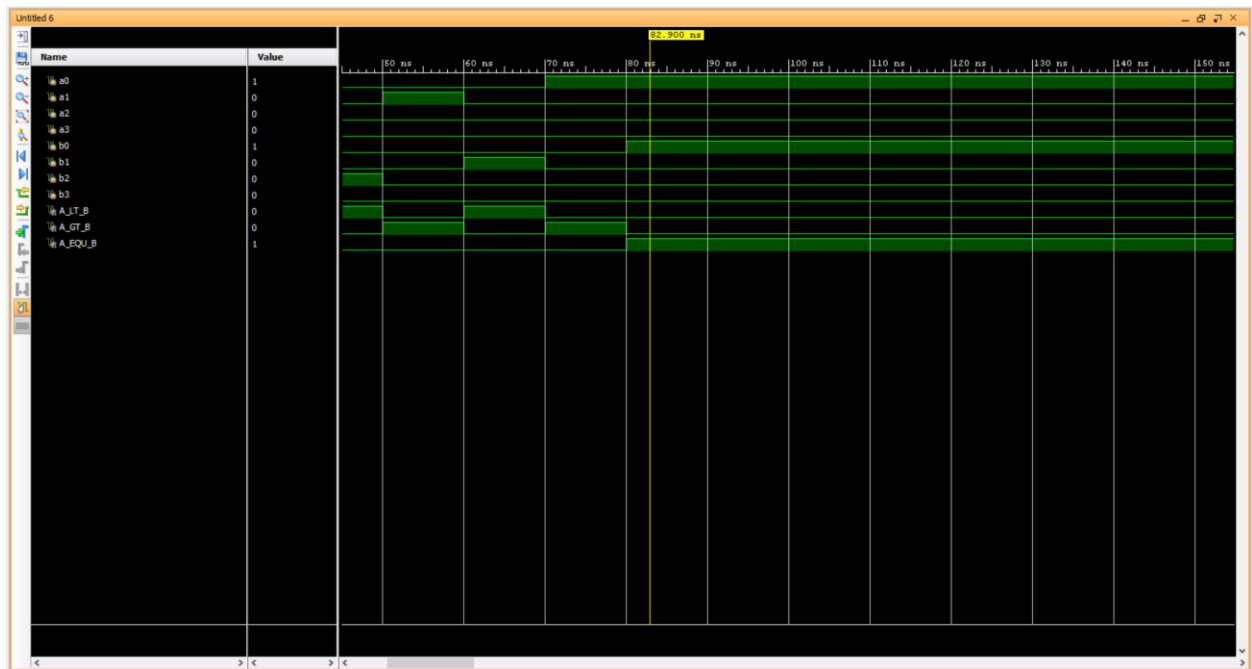 Untitled 6
82.900 ns
Name Value
50 ns 60 ns 70 ns 80 ns 90 ns 100 ns 110 ns 120 ns 130 ns 140 ns 150 ns
a0 1
a1 0
a2 0
a3 0
b0 1
b1 0
b2 0
b3 0
A_LT_B 0
A_GT_B 0
A_EQU_B 1